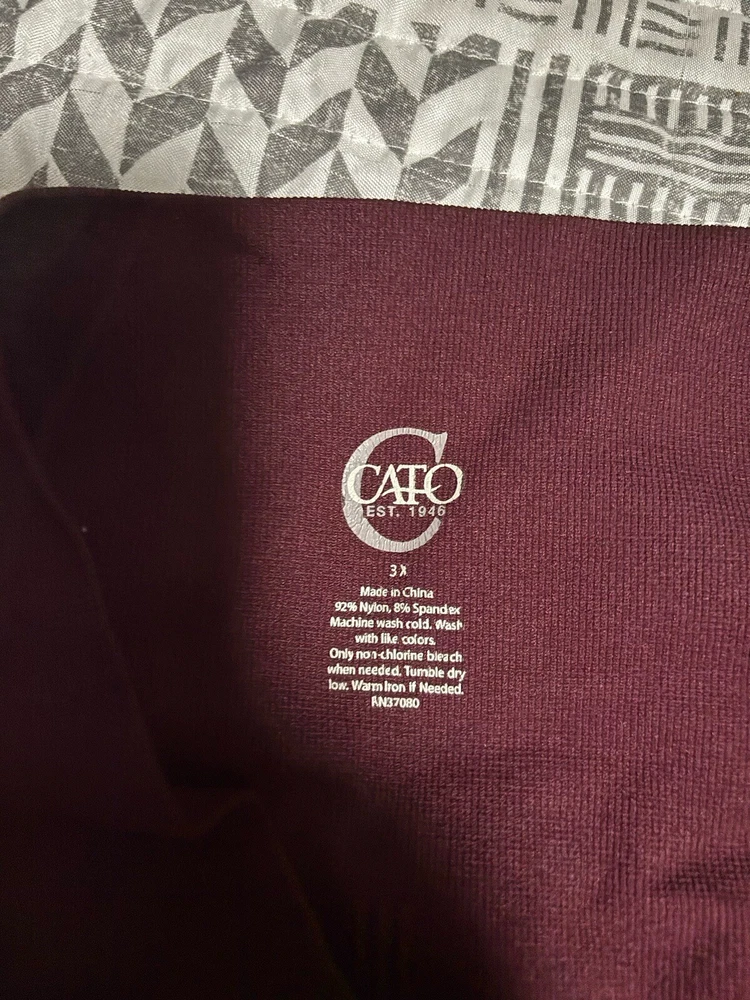 C
CATO
EST. 1946
3X
Made in China
92% Nylon, 8% Spandex
Machine wash cold. Wash
with like colors.
Only non-chlorine bleach
when needed. Tumble dry
low. Warm Iron if Needed.
RN37080